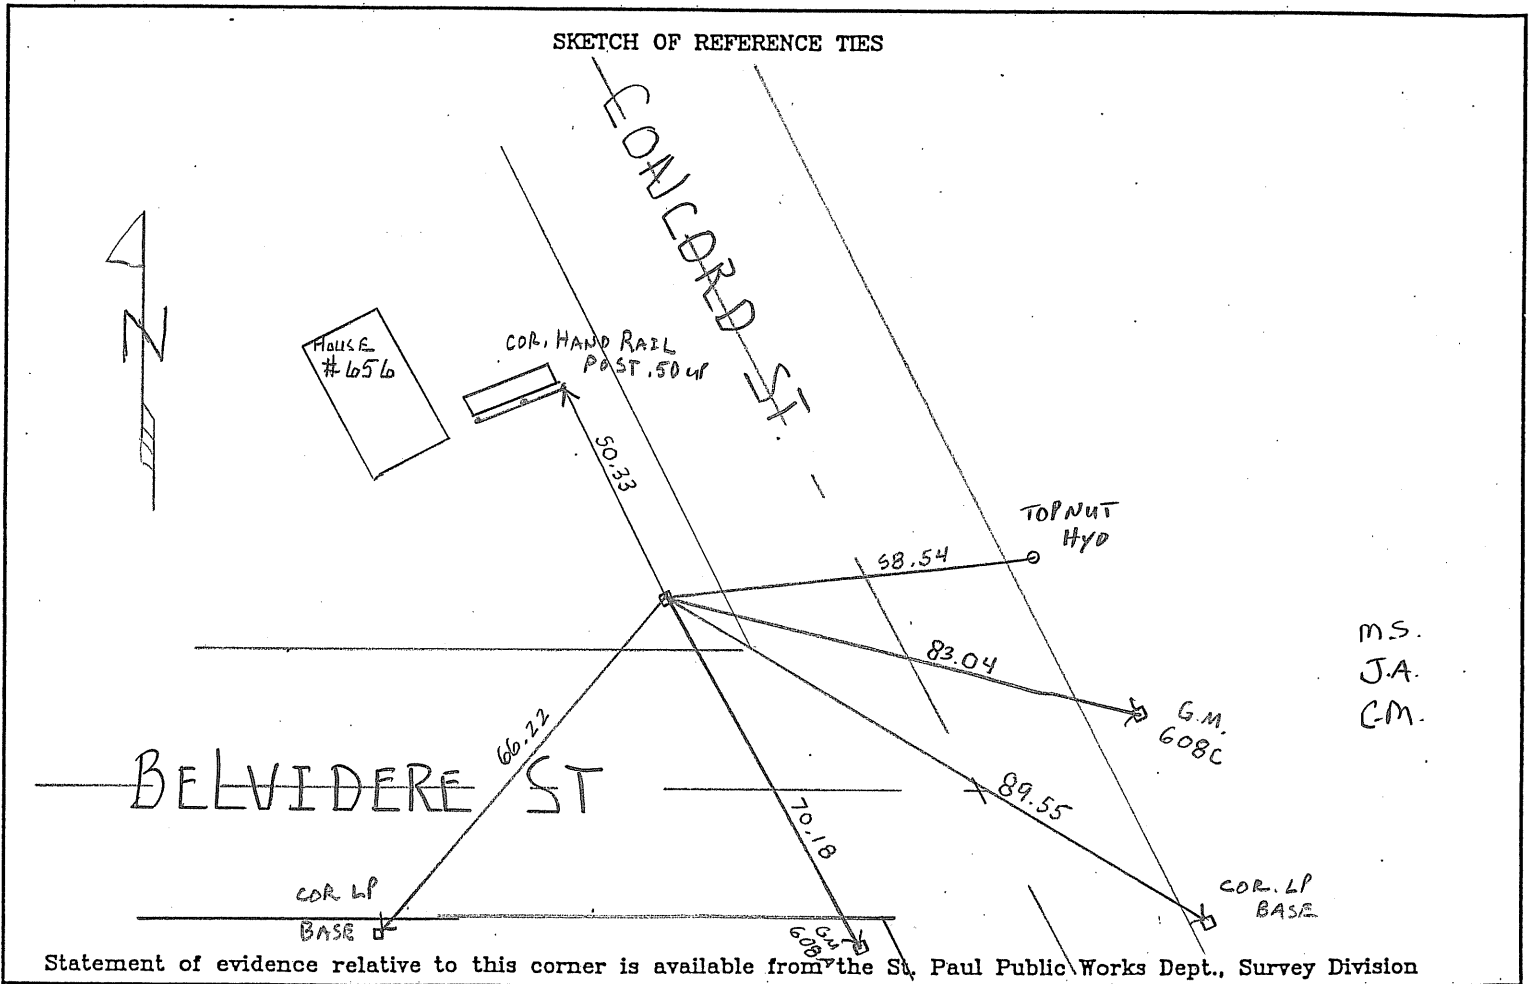 SKETCH OF REFERENCE TIES
CONCORD ST.
N
HOUSE
#656
COR. HAND RAIL
POST .50 UP
50.33
TOP NUT
HYD
58.54
M.S.
J.A.
C.M.
83.04
G.M.
608C
66.22
BELVIDERE ST
70.18
89.55
COR LP
BASE
COR. LP
BASE
G.M.
Statement of evidence relative to this corner is available from the St. Paul Public Works Dept., Survey Division